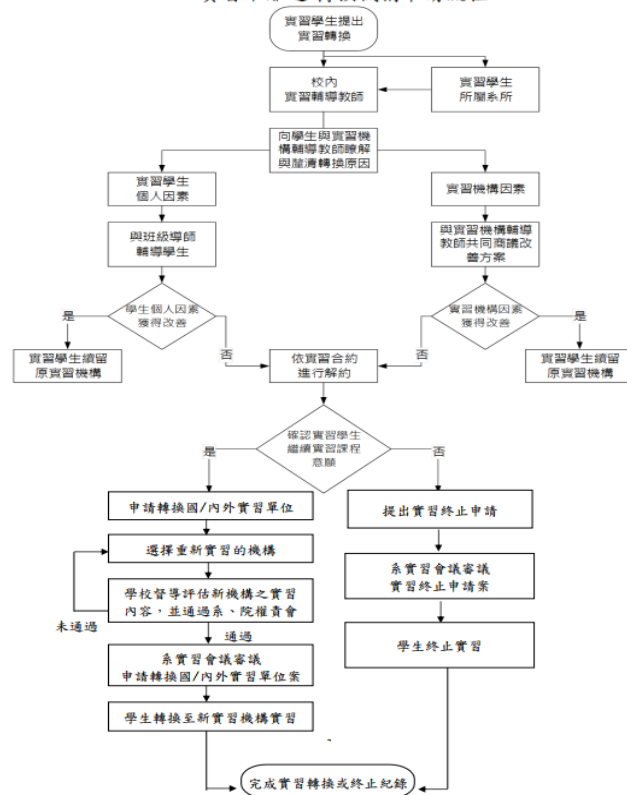 實習學生提出
實習轉換
校內
實習輔導教師
實習學生
所屬系所
向學生與實習機
構輔導教師瞭解
與釐清轉換原因
實習學生
個人因素
實習機構因素
與班級導師
輔導學生
與實習機構輔導
教師共同商議改
善方案
學生個人因素
獲得改善
實習機構因素
獲得改善
是
否
否
是
實習學生續留
原實習機構
依實習合約
進行解約
實習學生續留
原實習機構
確認實習學生
繼續實習課程
意願
是
否
申請轉換國/內外實習單位
提出實習終止申請
選擇重新實習的機構
系實習會議審議
實習終止申請案
學校督導評估新機構之實習
內容,並通過系、院權責會
未通過
通過
學生終止實習
系實習會議審議
申請轉換國/內外實習單位案
學生轉換至新實習機構實習
完成實習轉換或終止紀錄